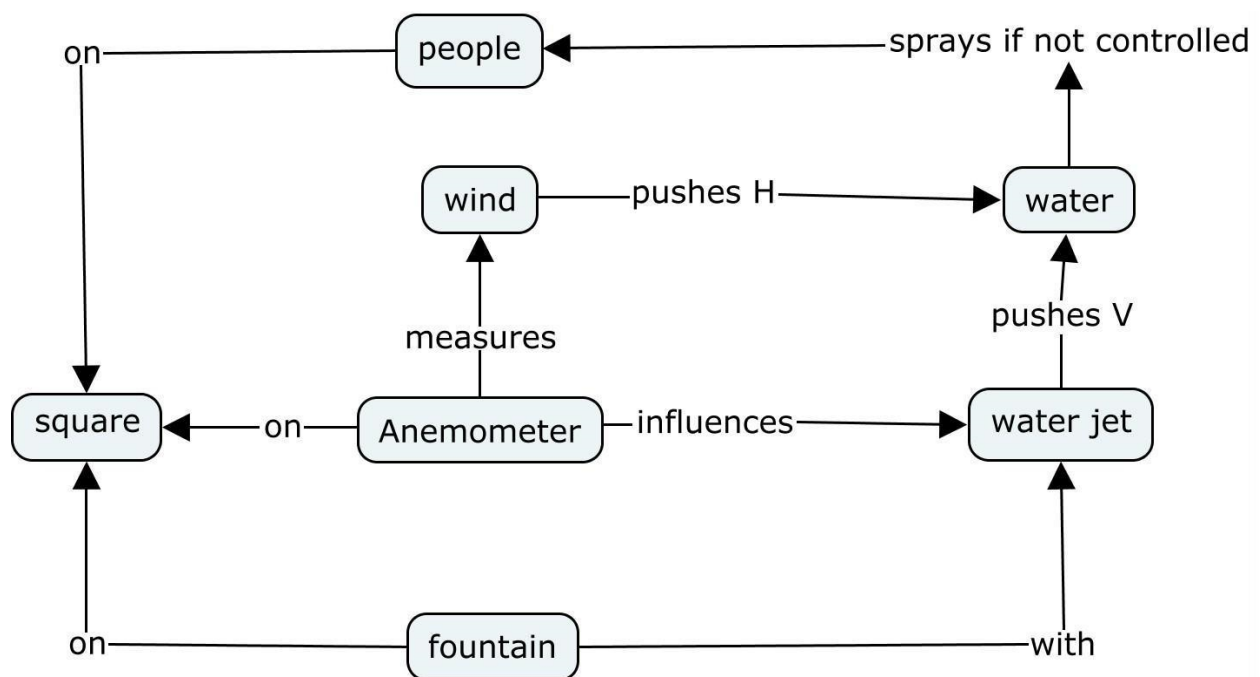 people
on
sprays if not controlled
wind
pushes H
water
measures
pushes V
square
on
Anemometer
influences
water jet
on
fountain
with